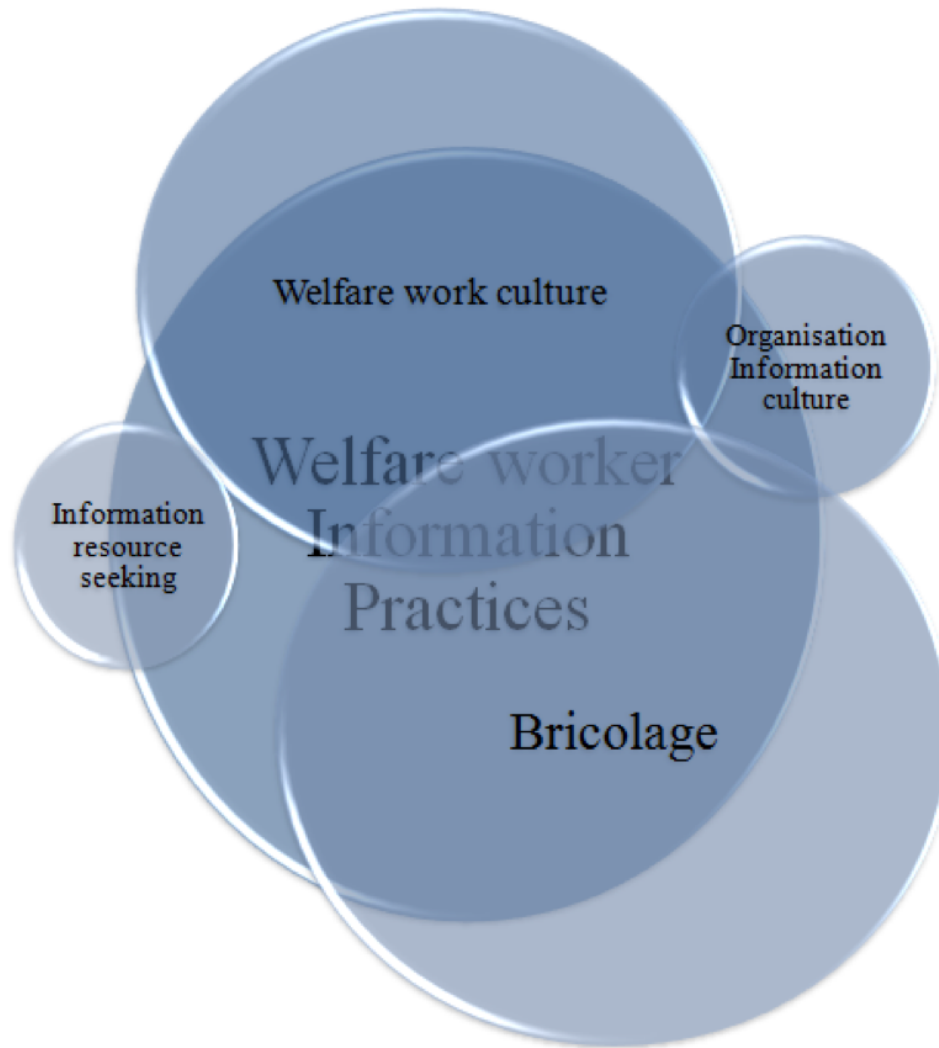 Welfare work culture
Organisation
Information
culture
Welfare worker
Information
Practices
Information
resource
seeking
Bricolage